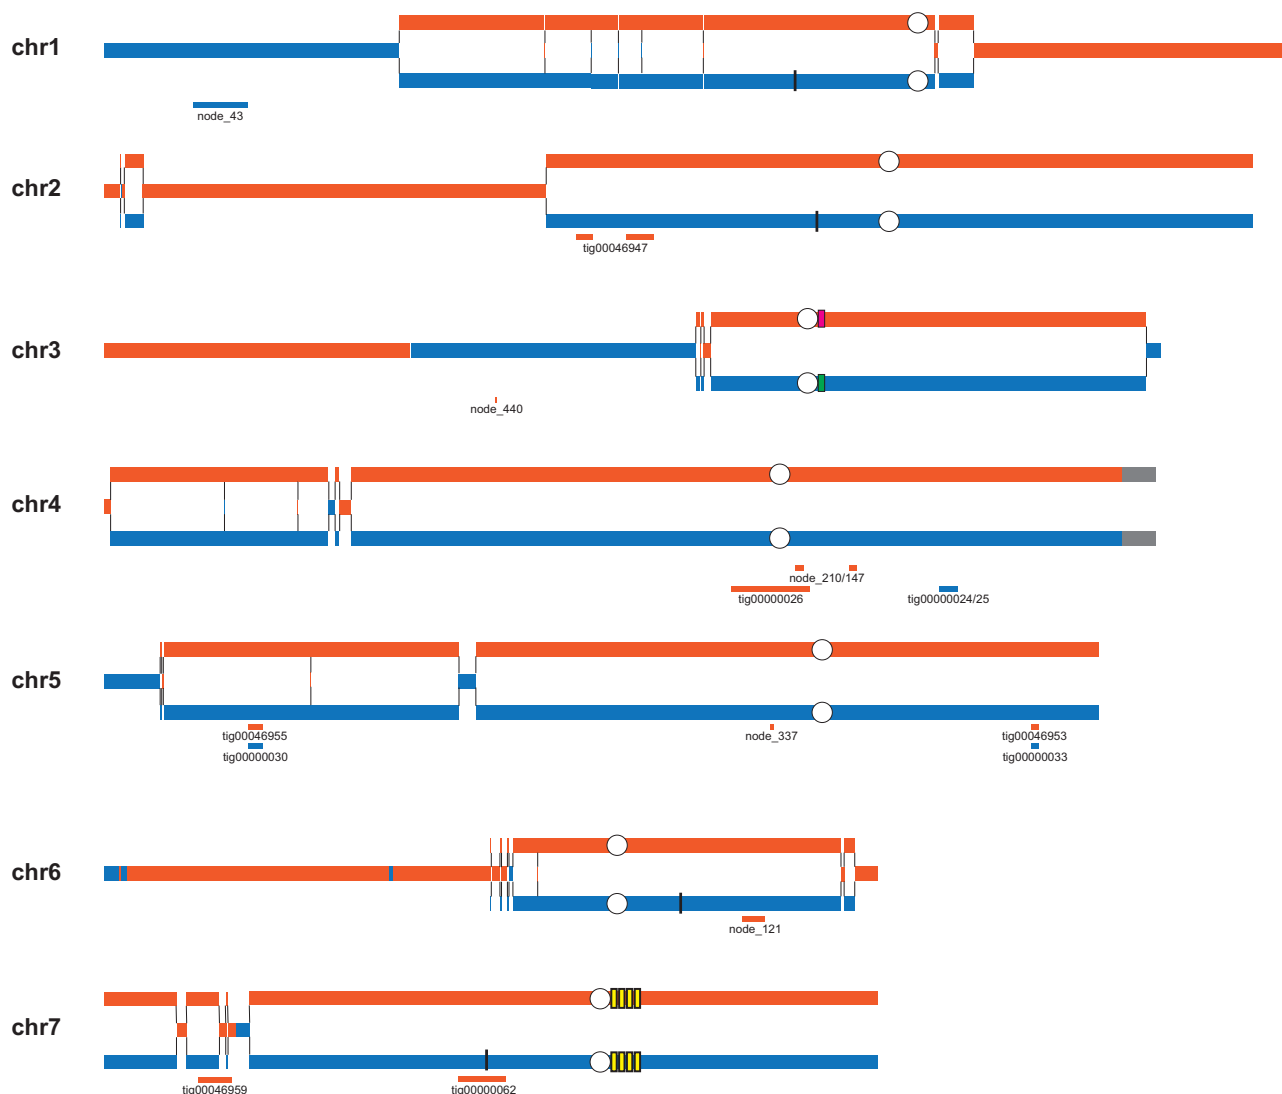 chr1
node_43
chr2
tig00046947
chr3
node_440
chr4
node_210/147
tig00000026
tig00000024/25
chr5
tig00046955
node_337
tig00046953
tig00000030
tig00000033
chr6
node_121
chr7
tig00046959
tig00000062